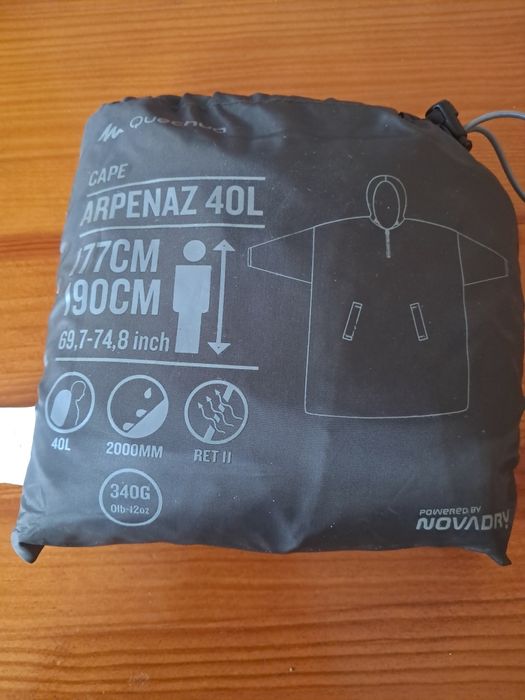 Quechua
CAPE
ARPENAZ 40L
177CM
190CM
69,7-74,8 inch
40L
2000MM
RET 11
340G
0lb-12oz
POWERED BY
NOVADRY